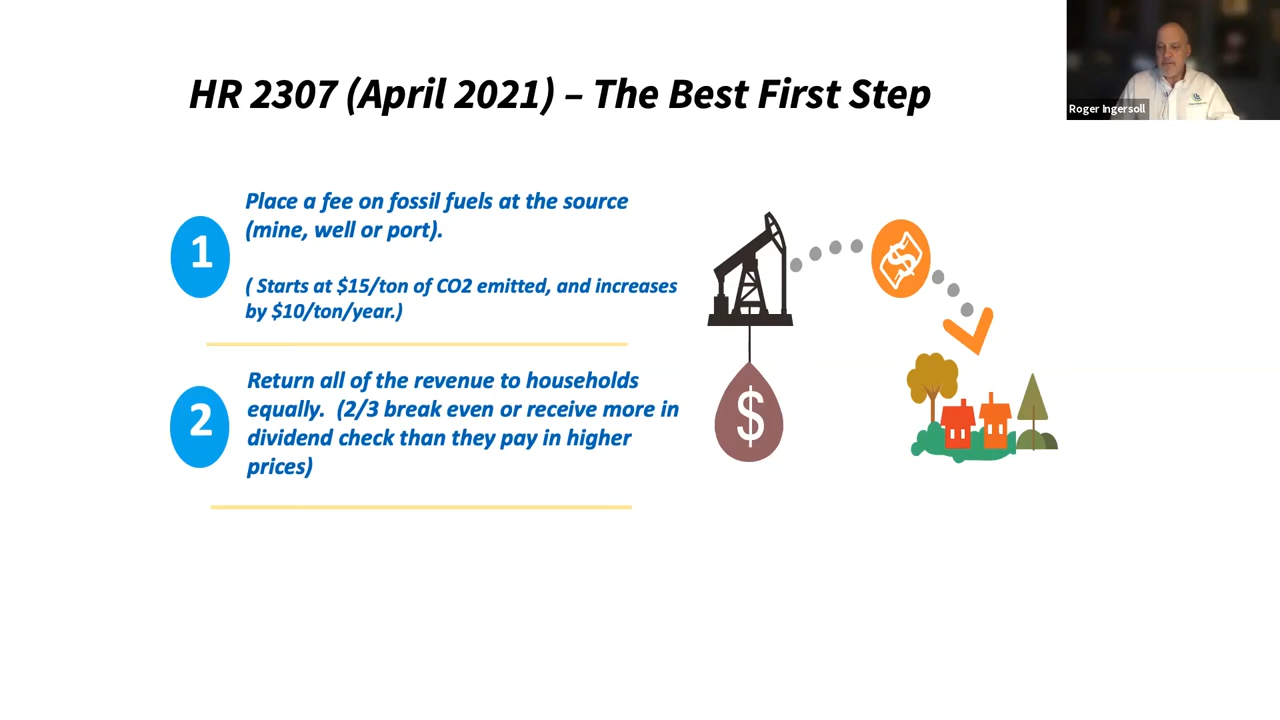 HR 2307 (April 2021) – The Best First Step
Roger Ingersoll
1
Place a fee on fossil fuels at the source
(mine, well or port).
( Starts at $15/ton of CO2 emitted, and increases
by $10/ton/year.)
2
Return all of the revenue to households
equally.  (2/3 break even or receive more in
dividend check than they pay in higher
prices)
$
$